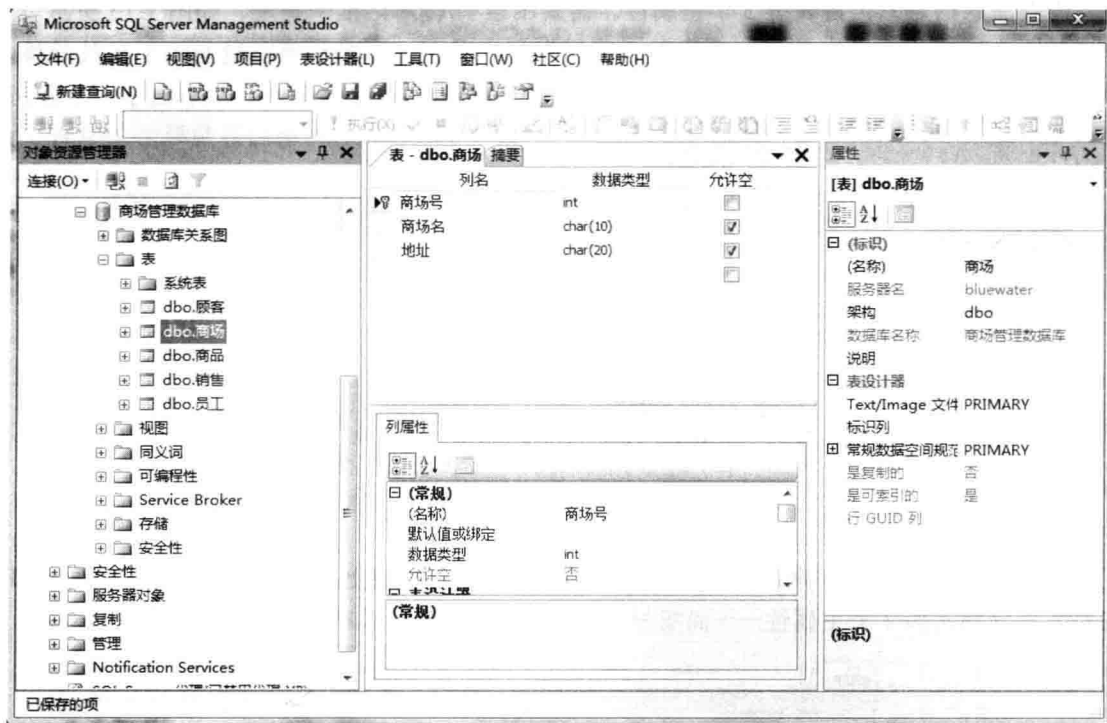 Microsoft SQL Server Management Studio
文件(F) 编辑(E) 视图(V) 项目(P) 表设计器(L) 工具(T) 窗口(W) 社区(C) 帮助(H)
新建查询(N)
执行(X)
对象资源管理器
连接(O)
商场管理数据库
数据库关系图
表
系统表
dbo.顾客
dbo.商场
dbo.商品
dbo.销售
dbo.员工
视图
同义词
可编程性
Service Broker
存储
安全性
安全性
服务器对象
复制
管理
Notification Services
表 - dbo.商场 摘要
列名 数据类型 允许空
商场号 int
商场名 char(10)
地址 char(20)
列属性
(常规)
(名称) 商场号
默认值或绑定
数据类型 int
允许空 否
表设计器
(常规)
属性
[表] dbo.商场
(标识)
(名称) 商场
服务器名 bluewater
架构 dbo
数据库名称 商场管理数据库
说明
表设计器
Text/Image 文件 PRIMARY
标识列
常规数据空间规范 PRIMARY
是复制的 否
是可索引的 是
行 GUID 列
(标识)
已保存的项